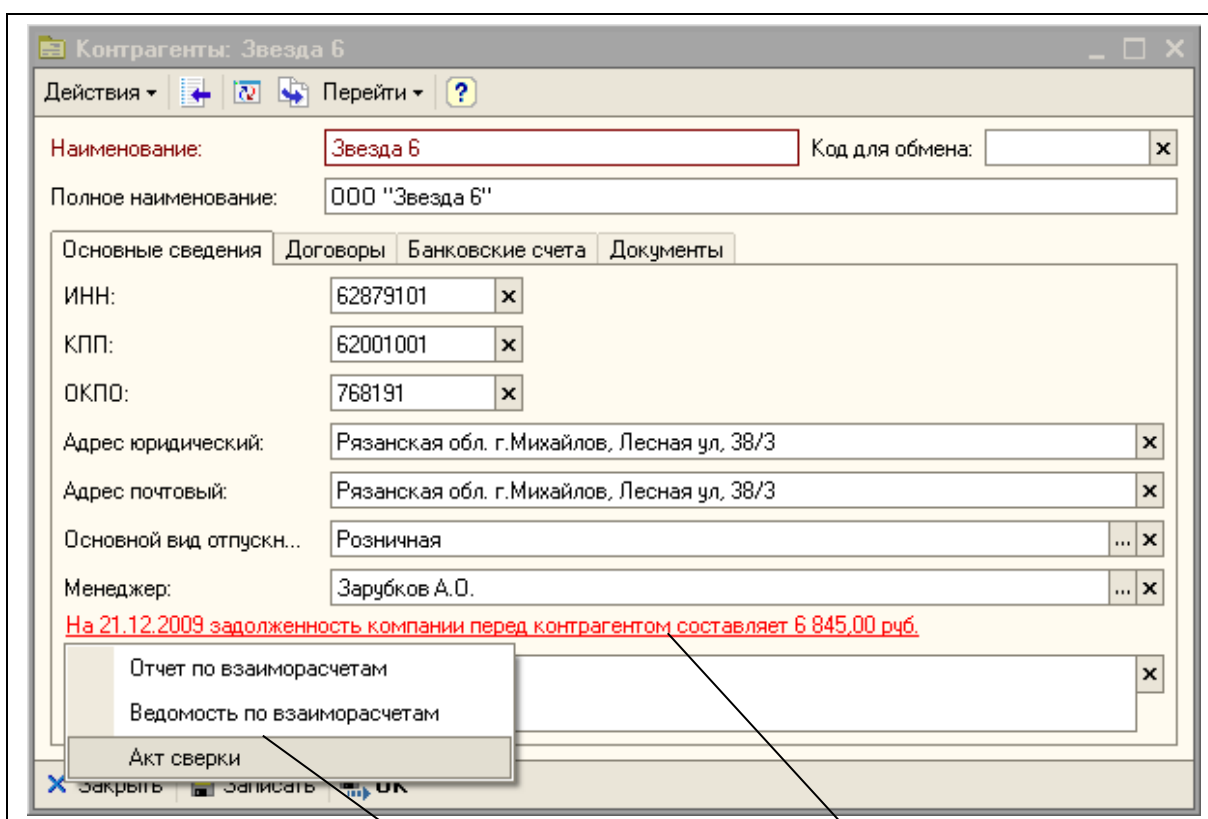 Контрагенты: Звезда 6
Действия Перейти ?
Наименование: Звезда 6 Код для обмена:
Полное наименование: ООО "Звезда 6"
Основные сведения Договоры Банковские счета Документы
ИНН: 62879101
КПП: 62001001
ОКПО: 768191
Адрес юридический: Рязанская обл. г.Михайлов, Лесная ул, 38/3
Адрес почтовый: Рязанская обл. г.Михайлов, Лесная ул, 38/3
Основной вид отпускн... Розничная ...
Менеджер: Зарубков А.О. ...
На 21.12.2009 задолженность компании перед контрагентом составляет 6 845,00 руб.
Отчет по взаиморасчетам
Ведомость по взаиморасчетам
Акт сверки
Закрыть Записать OK